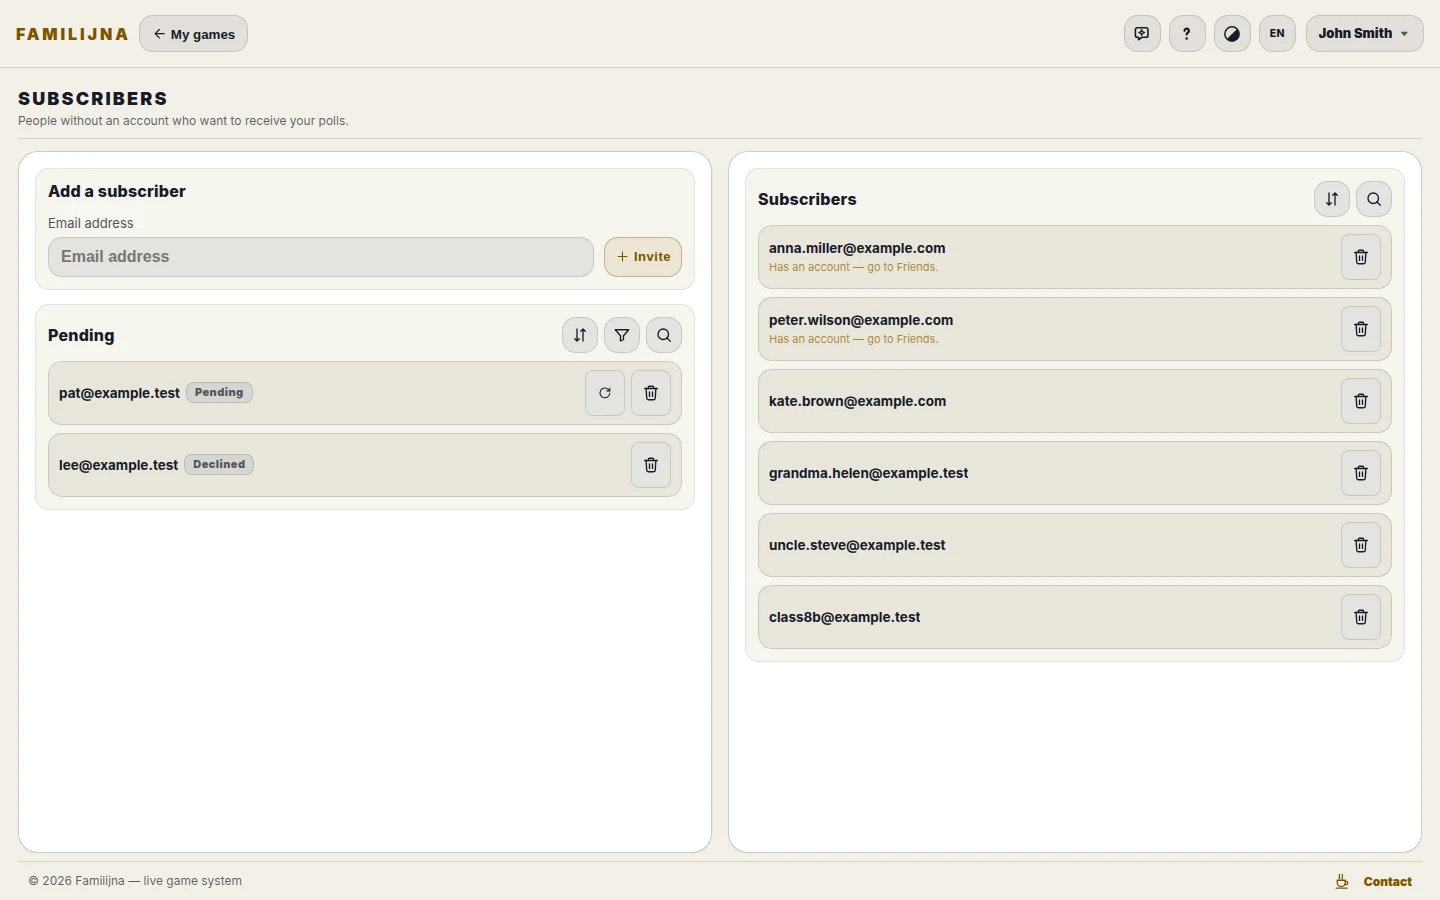 FAMILIJNA
My games
?
EN
John Smith
SUBSCRIBERS
People without an account who want to receive your polls.
Add a subscriber
Email address
Email address
+ Invite
Pending
pat@example.test Pending
lee@example.test Declined
Subscribers
anna.miller@example.com
Has an account — go to Friends.
peter.wilson@example.com
Has an account — go to Friends.
kate.brown@example.com
grandma.helen@example.test
uncle.steve@example.test
class8b@example.test
© 2026 Familijna — live game system
Contact